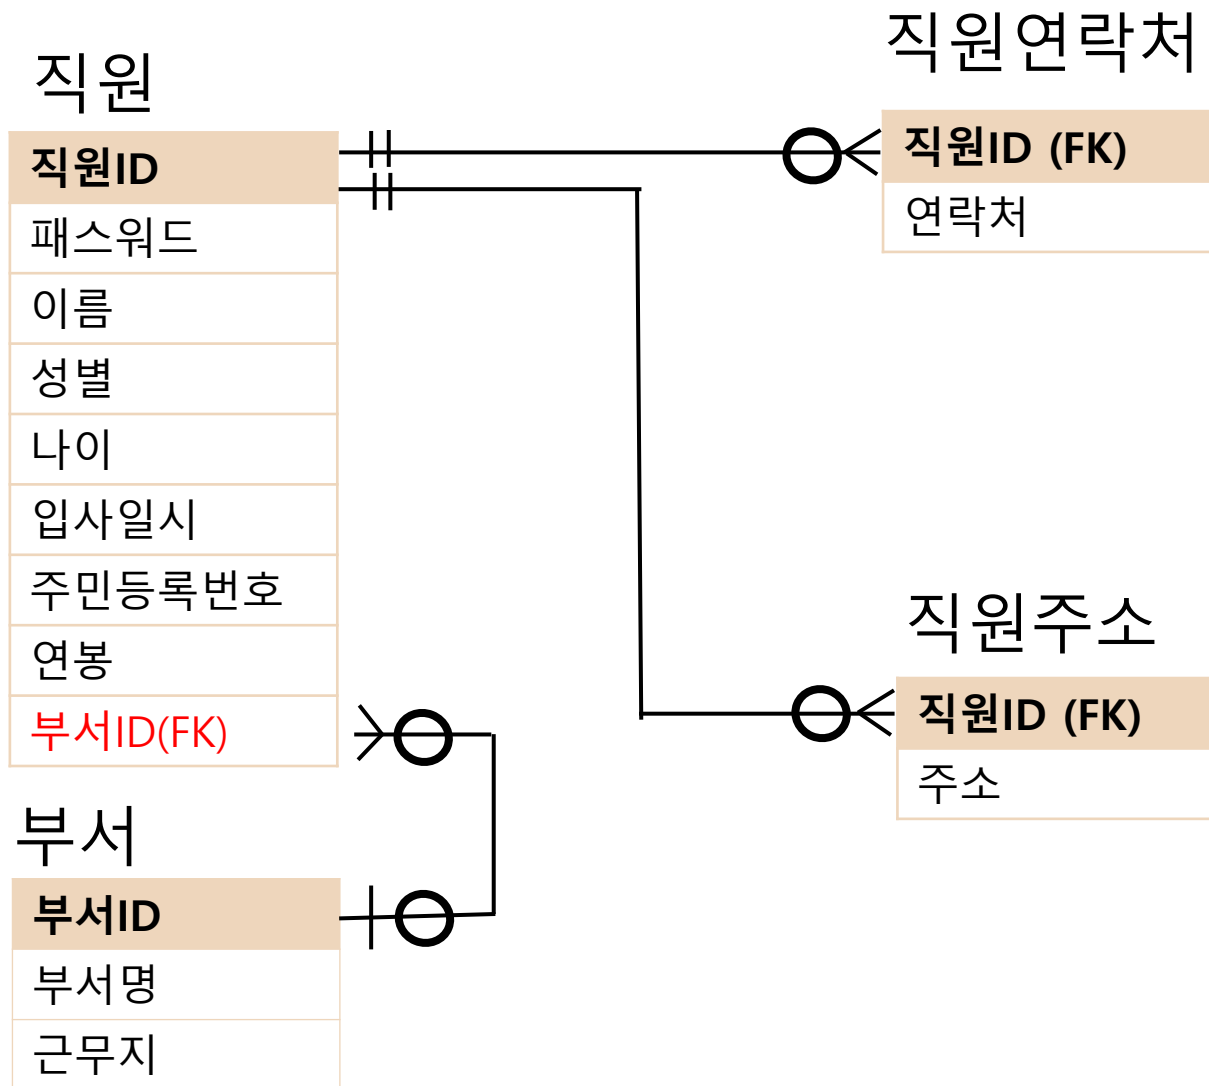 직원
직원ID
패스워드
이름
성별
나이
입사일시
주민등록번호
연봉
부서ID(FK)
부서
부서ID
부서명
근무지
직원연락처
직원ID (FK)
연락처
직원주소
직원ID (FK)
주소